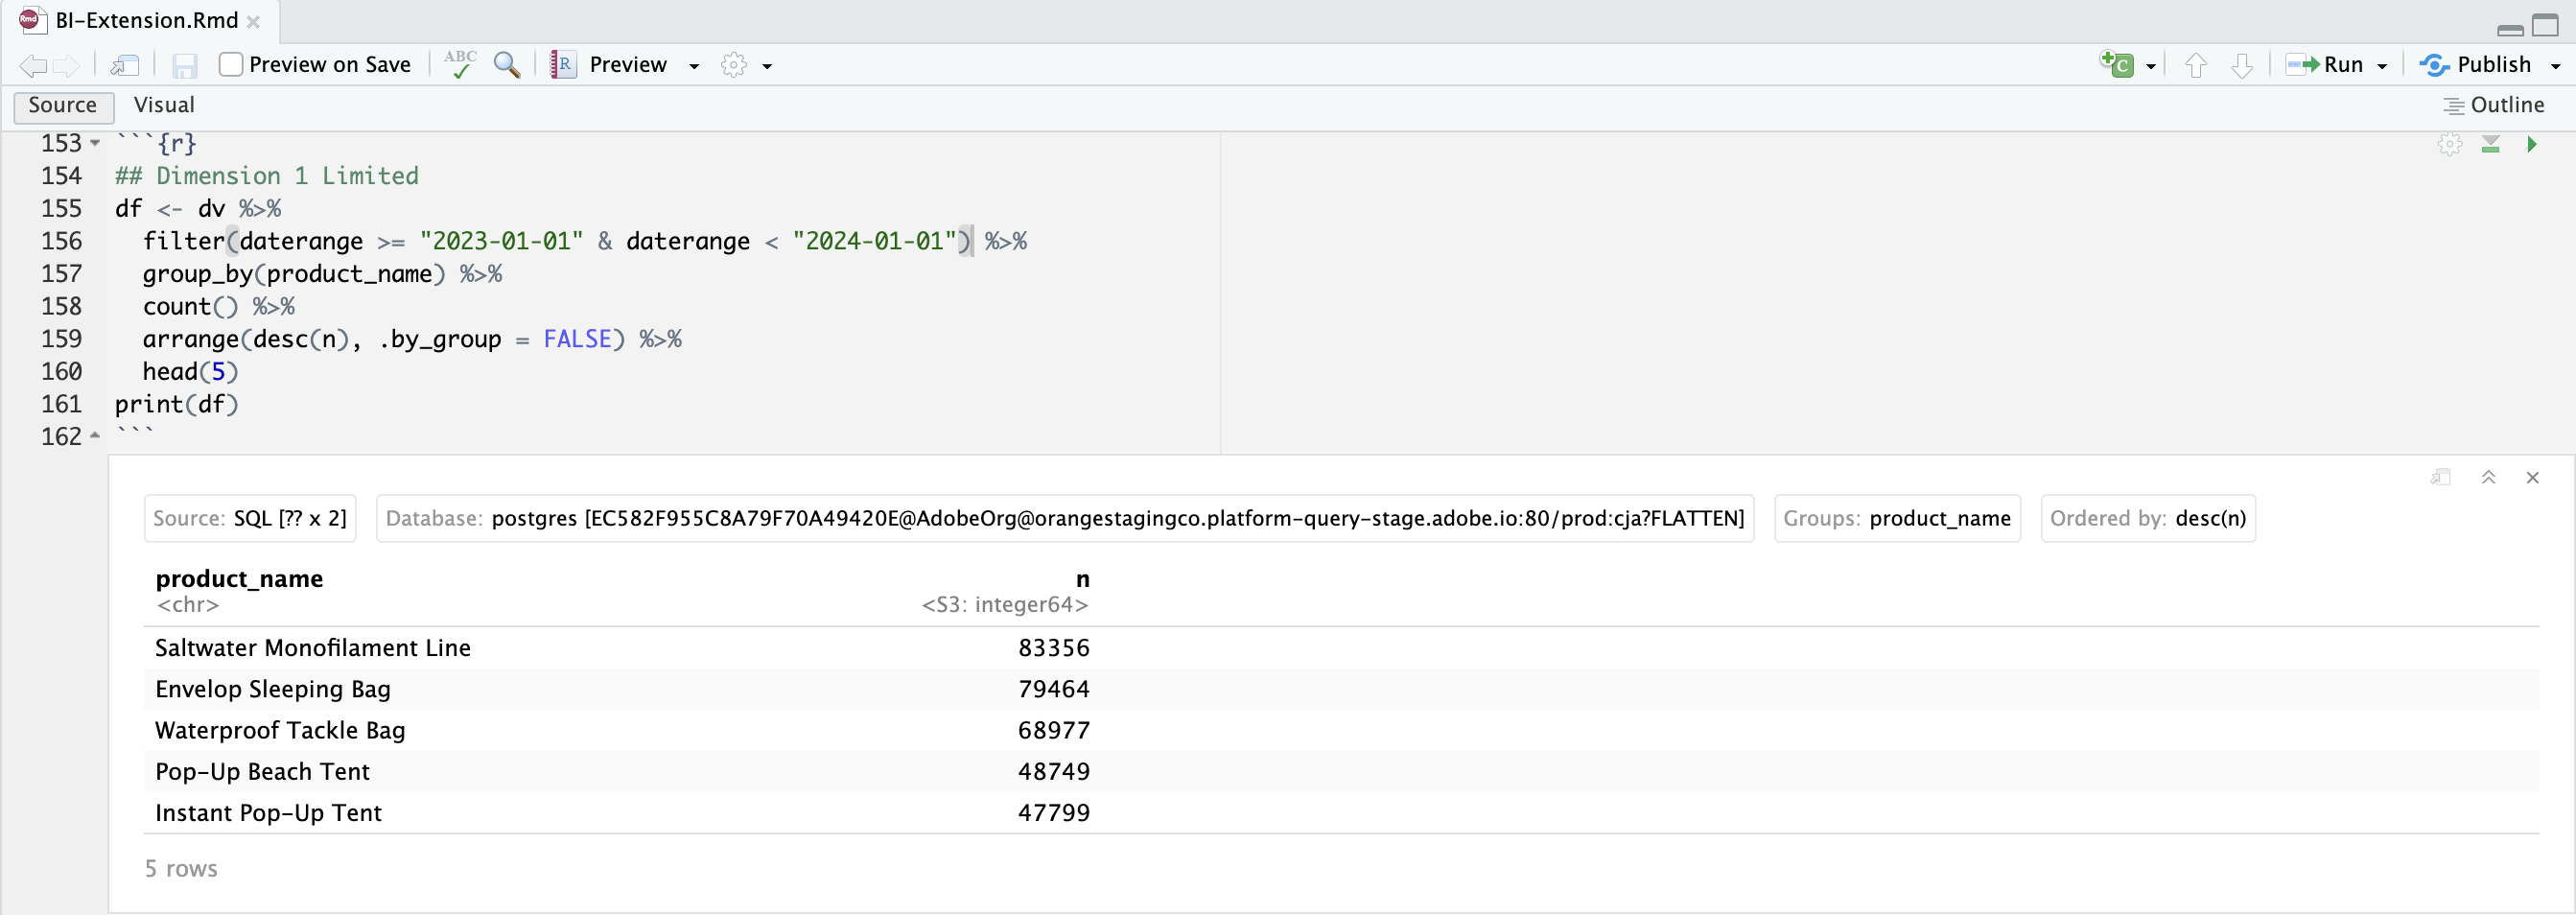 BI-Extension.Rmd
Preview on Save ABC R Preview C Run Publish
Source Visual Outline
153 ```{r}
154 ## Dimension 1 Limited
155 df <- dv %>%
156 filter(daterange >= "2023-01-01" & daterange < "2024-01-01") %>%
157 group_by(product_name) %>%
158 count() %>%
159 arrange(desc(n), .by_group = FALSE) %>%
160 head(5)
161 print(df)
162 ```
Source: SQL [?? x 2] Database: postgres [EC582F955C8A79F70A49420E@AdobeOrg@orangestagingco.platform-query-stage.adobe.io:80/prod:cja?FLATTEN] Groups: product_name Ordered by: desc(n)
product_name n
<chr> <S3: integer64>
Saltwater Monofilament Line 83356
Envelop Sleeping Bag 79464
Waterproof Tackle Bag 68977
Pop-Up Beach Tent 48749
Instant Pop-Up Tent 47799
5 rows